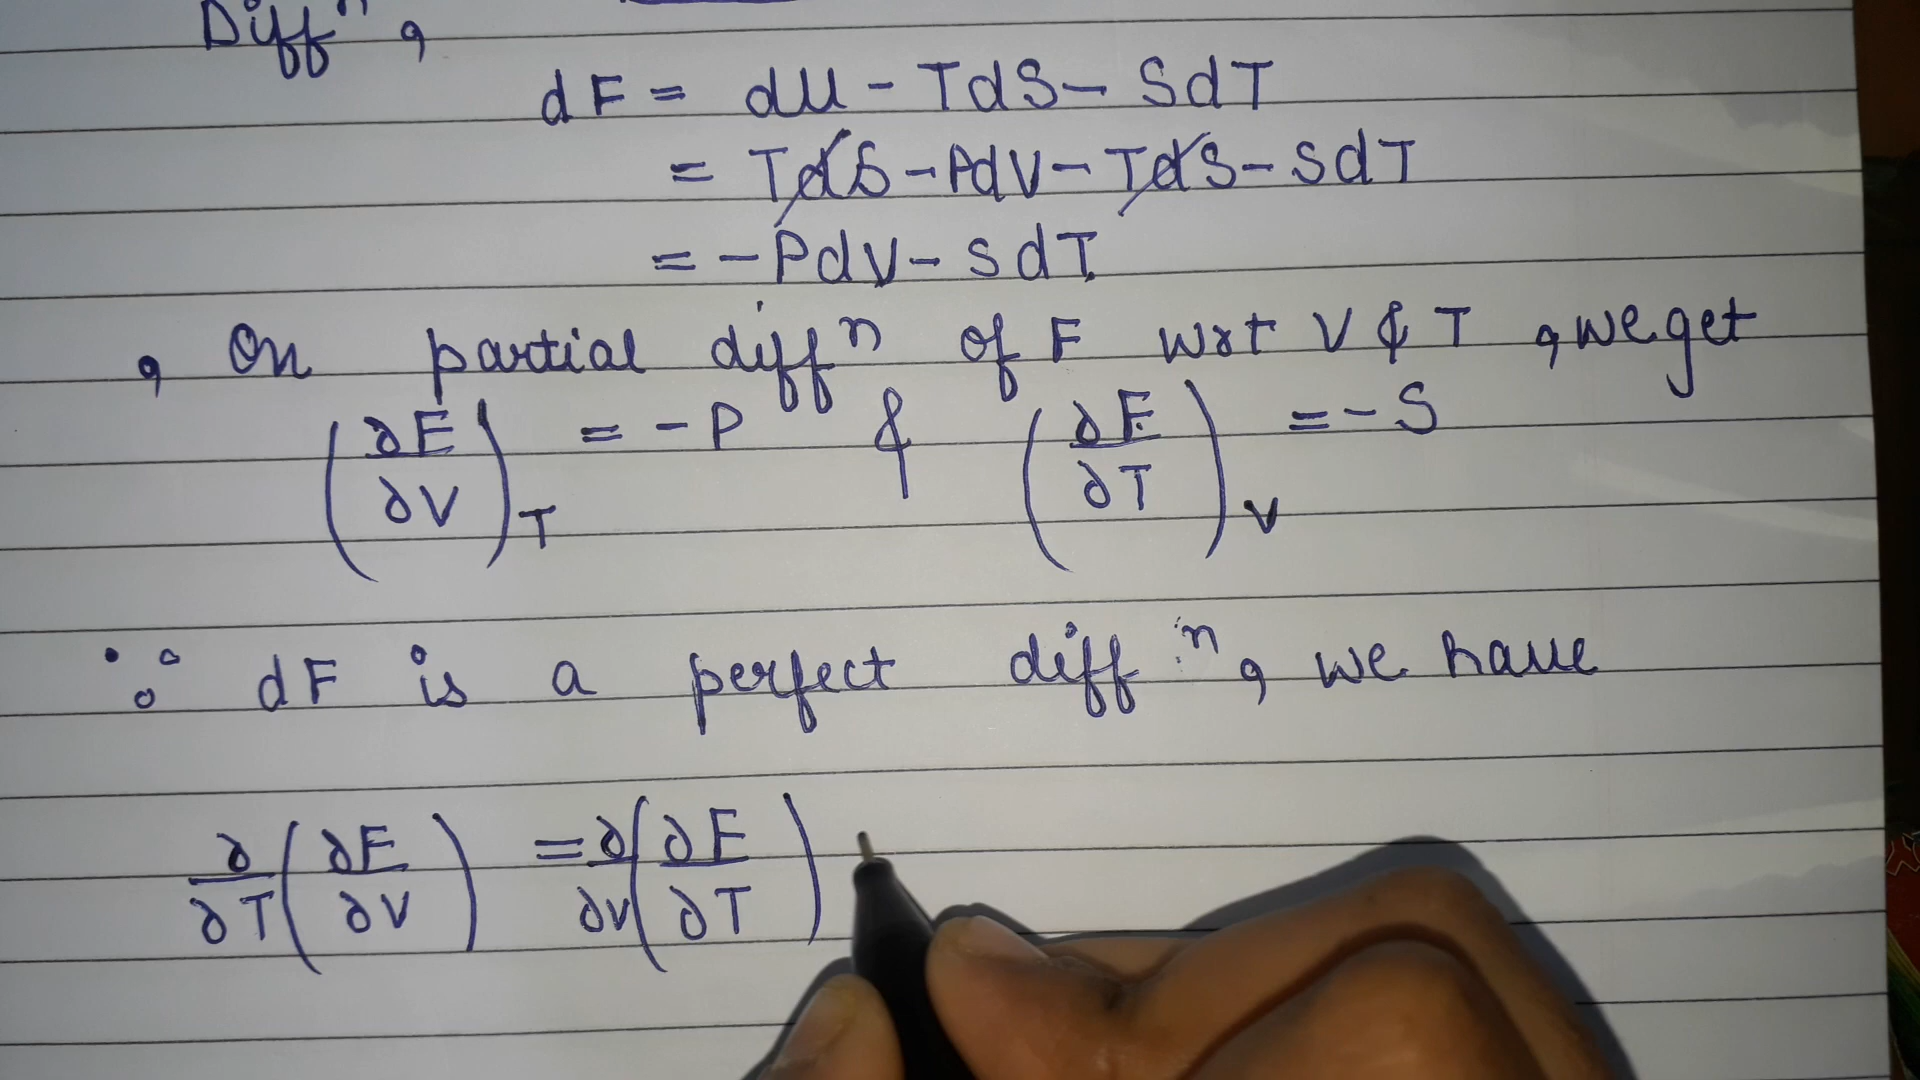 Diffⁿ,
dF = dU - TdS - SdT
= TdS - PdV - TdS - SdT
= - PdV - SdT
, On partial diffⁿ of F wrt V & T, we get
(∂F/∂V)_T = -P & (∂F/∂T)_V = -S
∵ dF is a perfect diffⁿ, we have
∂/∂T (∂F/∂V) = ∂/∂V (∂F/∂T)